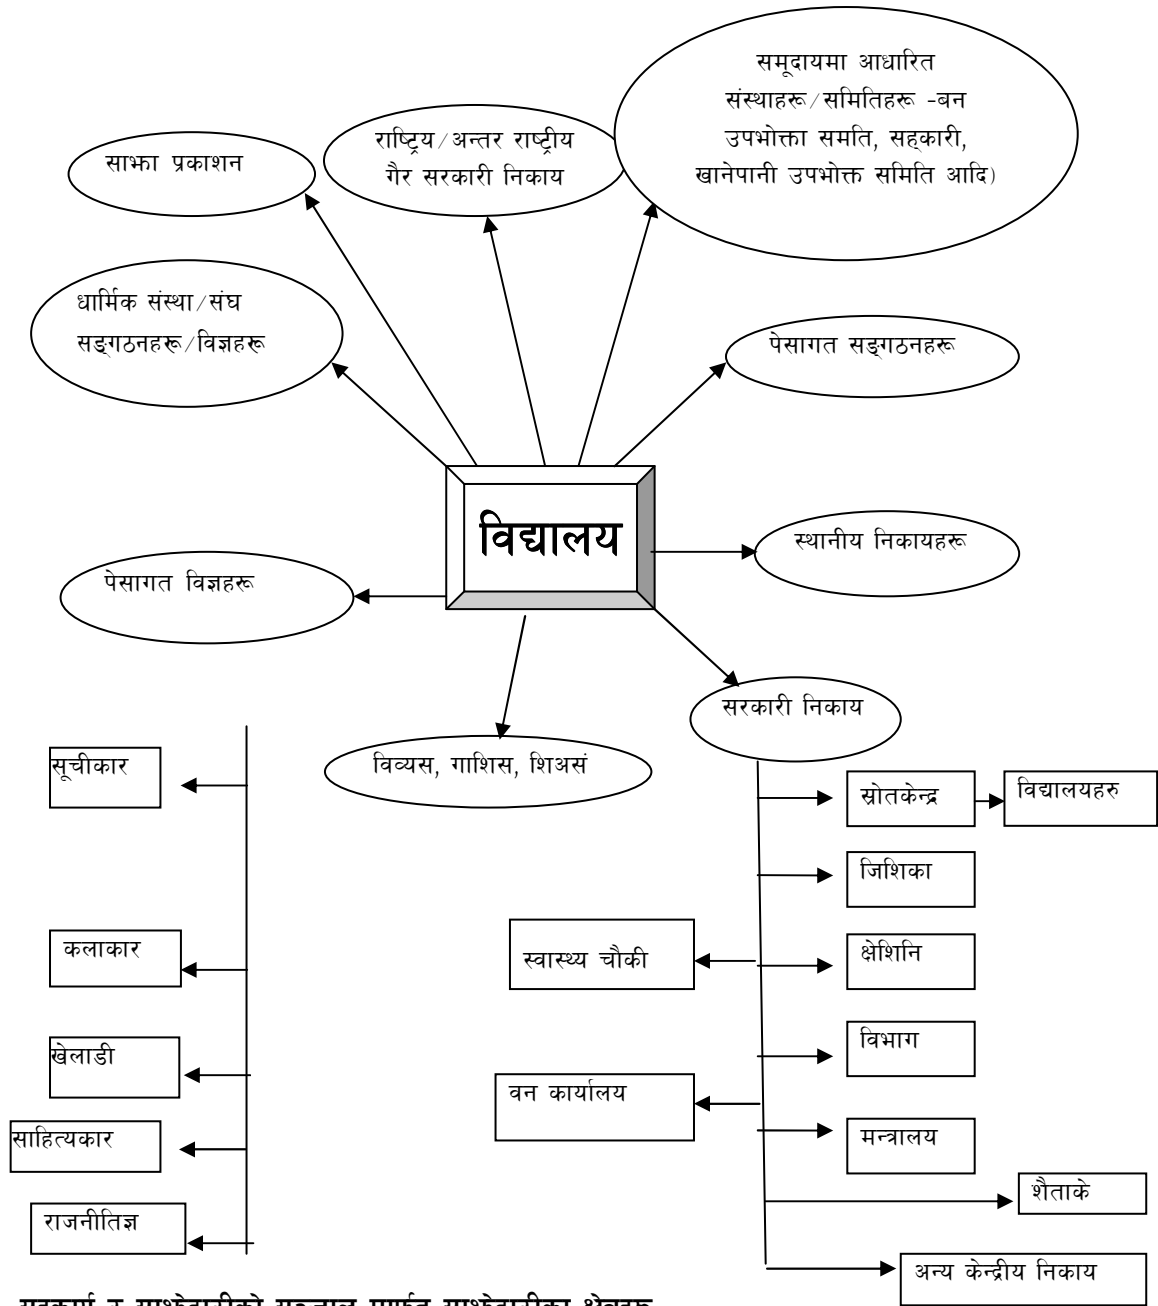 समूदायमा आधारित
संस्थाहरू/समितिहरू -बन
उपभोक्ता समति, सहकारी,
खानेपानी उपभोक्त समिति आदि)
राष्ट्रिय/अन्तर राष्ट्रीय
गैर सरकारी निकाय
साझा प्रकाशन
धार्मिक संस्था/संघ
सङ्गठनहरू/विज्ञहरू
पेसागत सङ्गठनहरू
विद्यालय
स्थानीय निकायहरू
पेसागत विज्ञहरू
सरकारी निकाय
विव्यस, गाशिस, शिअसं
सूचीकार
स्रोतकेन्द्र
विद्यालयहरु
जिशिका
कलाकार
स्वास्थ्य चौकी
क्षेशिनि
खेलाडी
विभाग
वन कार्यालय
साहित्यकार
मन्त्रालय
शैताके
राजनीतिज्ञ
अन्य केन्द्रीय निकाय